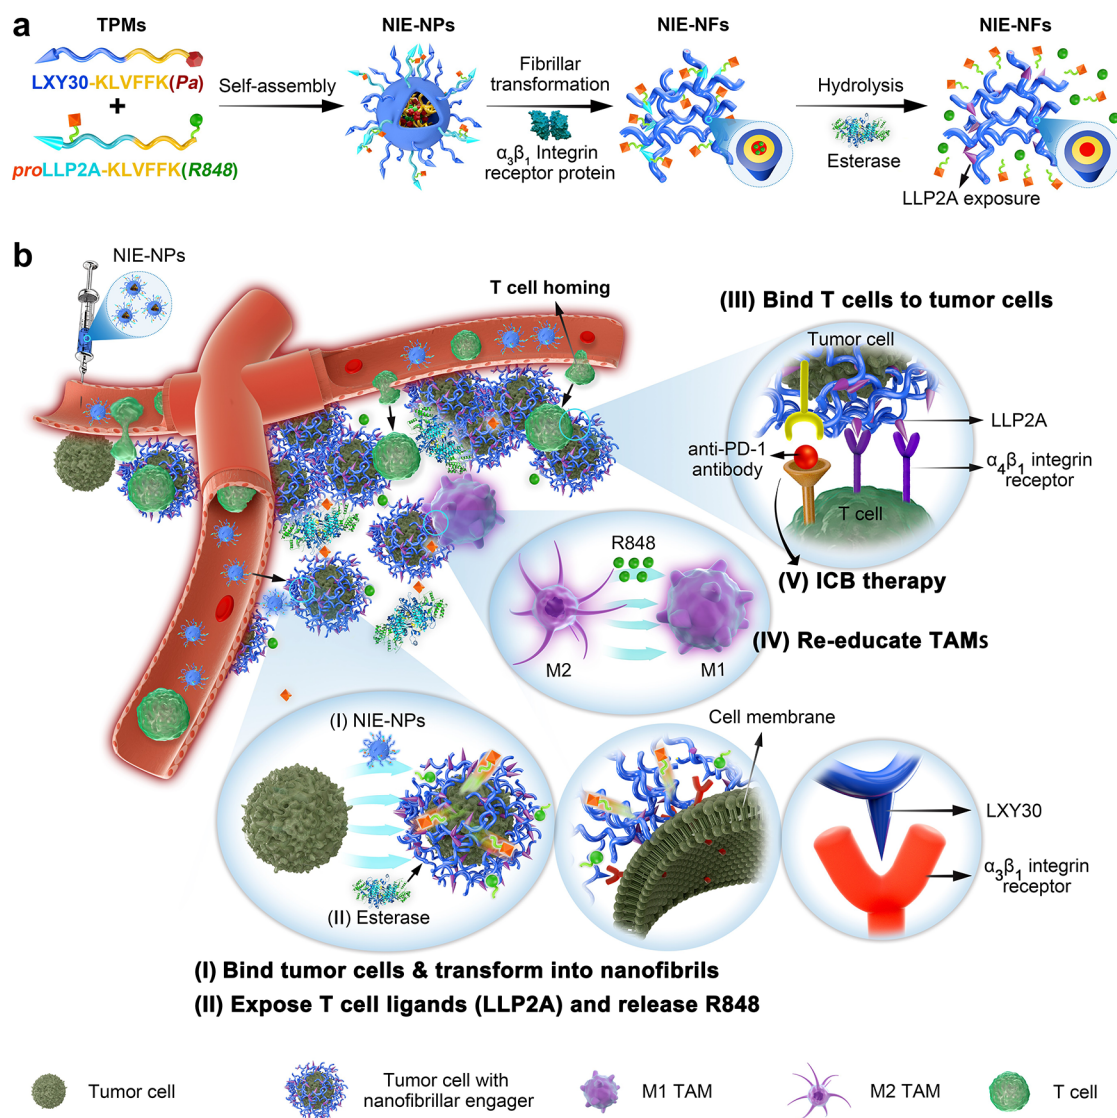 a
TPMs
LXY30-KLVFFK(Pa)
+
proLLP2A-KLVFFK(R848)
Self-assembly
NIE-NPs
Fibrillar
transformation
α3β1 Integrin
receptor protein
NIE-NFs
Hydrolysis
Esterase
NIE-NFs
LLP2A exposure
b
NIE-NPs
T cell homing
(III) Bind T cells to tumor cells
Tumor cell
LLP2A
anti-PD-1
antibody
α4β1 integrin
receptor
T cell
(V) ICB therapy
R848
M2
M1
(IV) Re-educate TAMs
(I) NIE-NPs
(II) Esterase
Cell membrane
LXY30
α3β1 integrin
receptor
(I) Bind tumor cells & transform into nanofibrils
(II) Expose T cell ligands (LLP2A) and release R848
Tumor cell
Tumor cell with
nanofibrillar engager
M1 TAM
M2 TAM
T cell